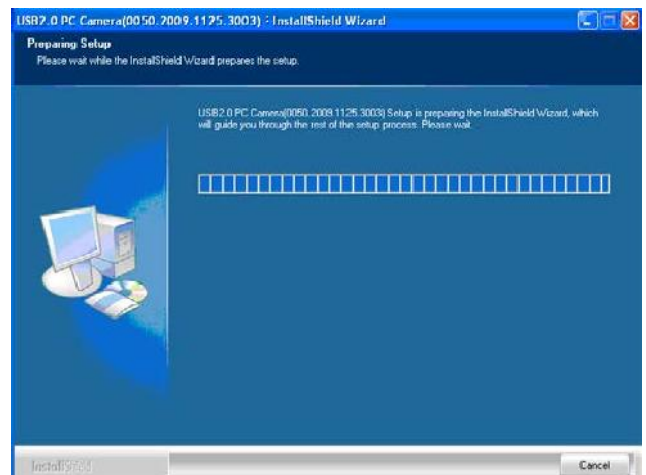 USB2.0 PC Camera(0050.2009.1125.3003) - InstallShield Wizard
Preparing Setup
Please wait while the InstallShield Wizard prepares the setup.
USB2.0 PC Camera(0050.2009.1125.3003) Setup is preparing the InstallShield Wizard, which
will guide you through the rest of the setup process. Please wait.
InstallShield
Cancel